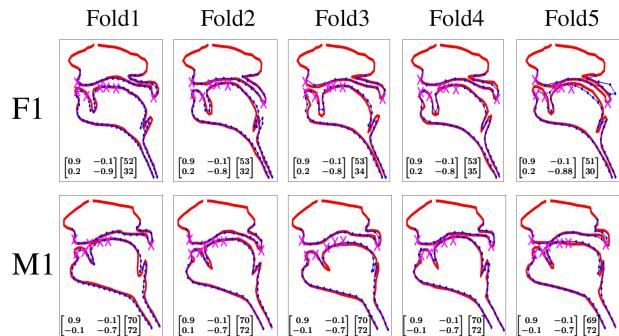 Fold1 Fold2 Fold3 Fold4 Fold5
F1
[0.9 −0.1] [52] [0.9 −0.1] [53] [0.9 −0.1] [53] [0.9 −0.1] [53] [0.9 −0.1] [51]
[0.2 −0.9] [32] [0.2 −0.8] [32] [0.2 −0.8] [34] [0.2 −0.8] [35] [0.2 −0.88] [30]
M1
[0.9 −0.1] [70] [0.9 −0.1] [70] [0.9 −0.1] [70] [0.9 −0.1] [70] [0.9 −0.1] [69]
[−0.1 −0.7] [72] [0.1 −0.7] [72] [−0.1 −0.7] [72] [−0.1 −0.7] [72] [−0.1 −0.7] [72]